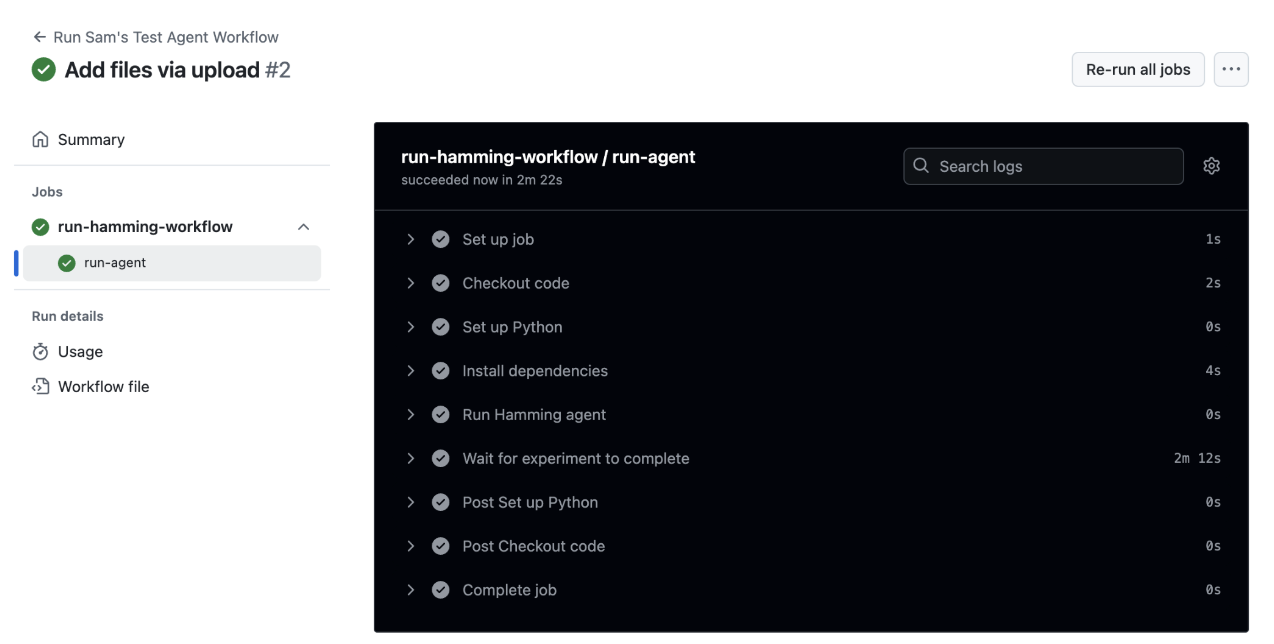 Run Sam's Test Agent Workflow
Add files via upload #2
Re-run all jobs
Summary
Jobs
run-hamming-workflow
run-agent
Run details
Usage
Workflow file
run-hamming-workflow / run-agent
succeeded now in 2m 22s
Search logs
Set up job 1s
Checkout code 2s
Set up Python 0s
Install dependencies 4s
Run Hamming agent 0s
Wait for experiment to complete 2m 12s
Post Set up Python 0s
Post Checkout code 0s
Complete job 0s